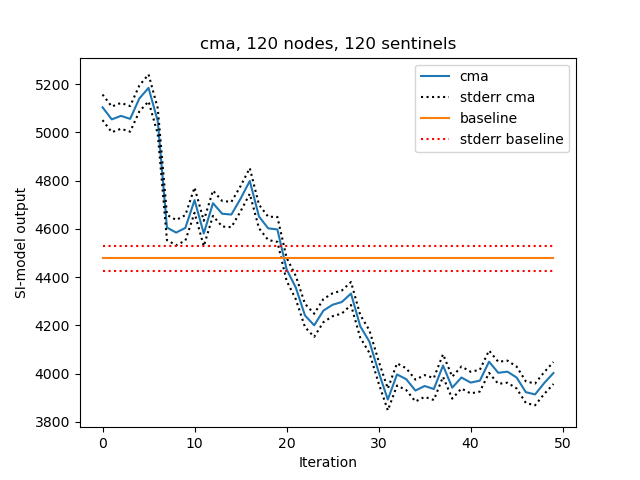 cma, 120 nodes, 120 sentinels
SI-model output
5200
5000
4800
4600
4400
4200
4000
3800
cma
stderr cma
baseline
stderr baseline
0 10 20 30 40 50
Iteration